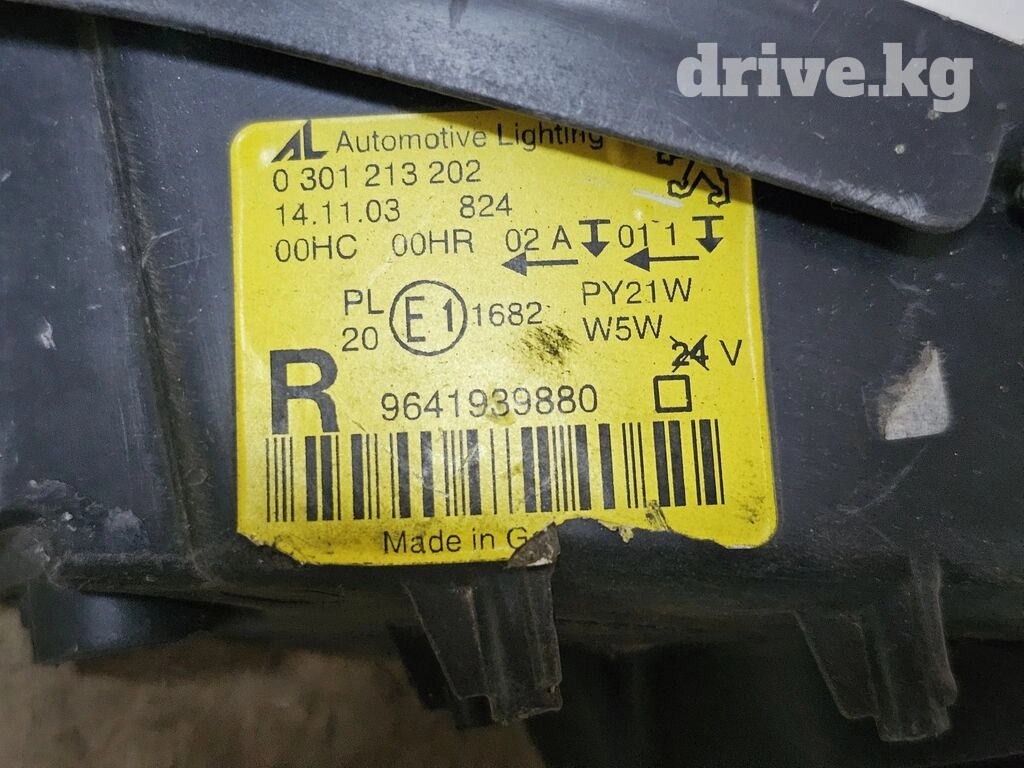 drive.kg
AL Automotive Lighting
0 301 213 202
14.11.03 824
00HC 00HR 02 A 01 1
PL
20
E1
1682
PY21W
W5W
24 V
R
9641939880
Made in G